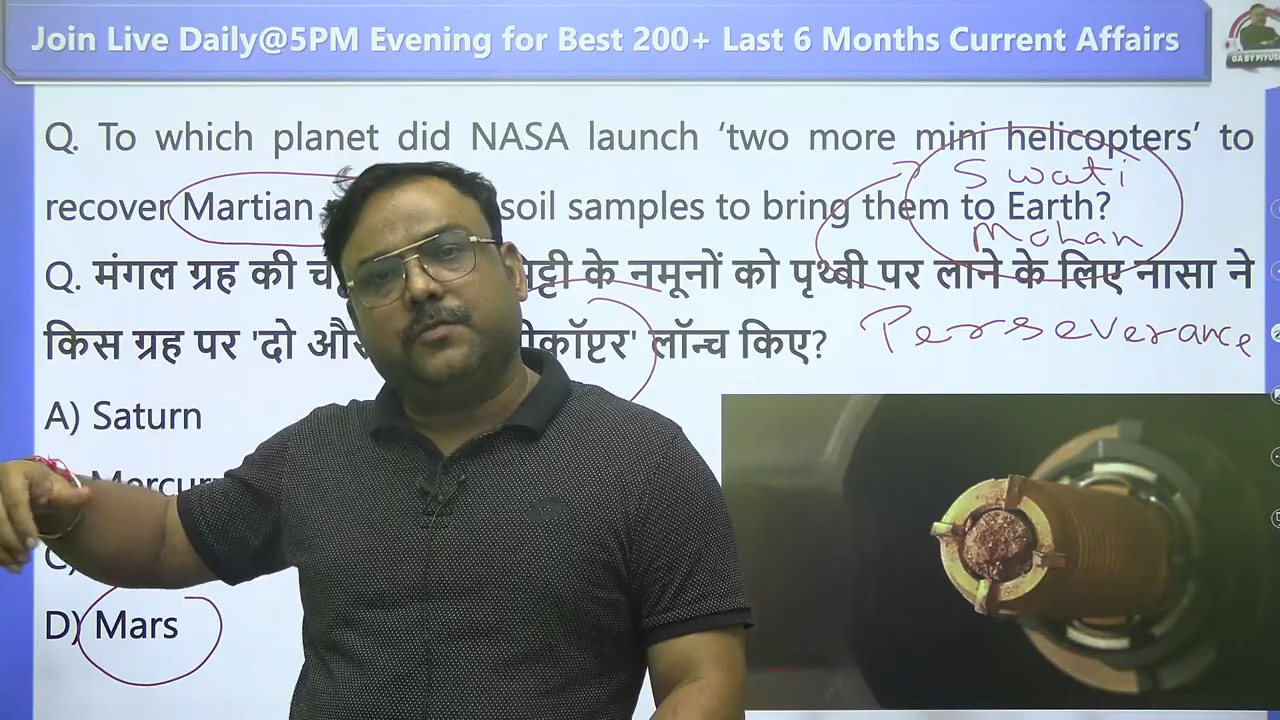 Join Live Daily@5PM Evening for Best 200+ Last 6 Months Current Affairs
GA BY PIYUSH
Q. To which planet did NASA launch ‘two more mini helicopters’ to
Swati
recover Martian soil samples to bring them to Earth?
Mohan
Q. मंगल ग्रह की के नमूनों को पृथ्वी पर लाने के लिए नासा ने
किस ग्रह पर 'दो लॉन्च किए?
Perseverance
A) Saturn
C)
D) Mars